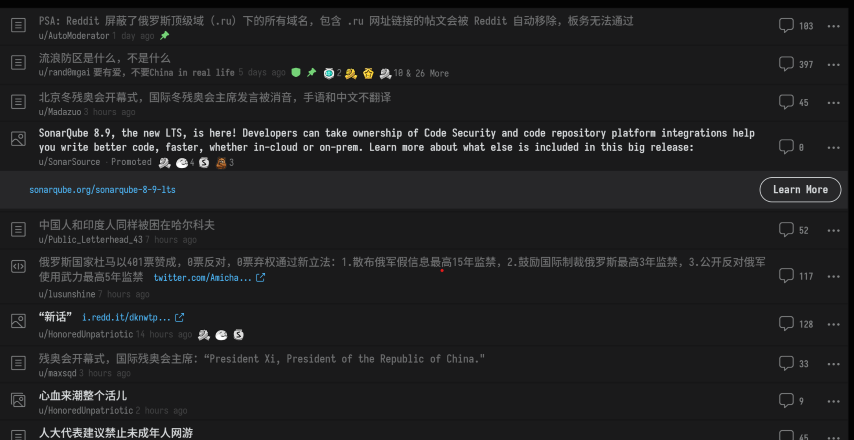 PSA: Reddit 屏蔽了俄罗斯顶级域（.ru）下的所有域名，包含 .ru 网址链接的帖文会被 Reddit 自动移除，板务无法通过
103
u/AutoModerator 1 day ago
流浪防区是什么，不是什么
397
u/rand0mgai 要有爱，不要China in real life 5 days ago 2 10 & 26 More
北京冬残奥会开幕式，国际冬残奥会主席发言被消音，手语和中文不翻译
45
u/Madazuo 3 hours ago
SonarQube 8.9, the new LTS, is here! Developers can take ownership of Code Security and code repository platform integrations help
you write better code, faster, whether in-cloud or on-prem. Learn more about what else is included in this big release:
0
u/SonarSource · Promoted 4 3
sonarqube.org/sonarqube-8-9-lts
Learn More
中国人和印度人同样被困在哈尔科夫
52
u/Public_Letterhead_43 7 hours ago
俄罗斯国家杜马以401票赞成，0票反对，0票弃权通过新立法：1.散布俄军假信息最高15年监禁，2.鼓励国际制裁俄罗斯最高3年监禁，3.公开反对俄军
使用武力最高5年监禁 twitter.com/Amicha...
117
u/lusunshine 7 hours ago
“新话” i.redd.it/dknwtp...
128
u/HonoredUnpatriotic 14 hours ago
残奥会开幕式，国际残奥会主席：“President Xi, President of the Republic of China."
33
u/maxsqd 3 hours ago
心血来潮整个活儿
9
u/HonoredUnpatriotic 2 hours ago
人大代表建议禁止未成年人网游
45